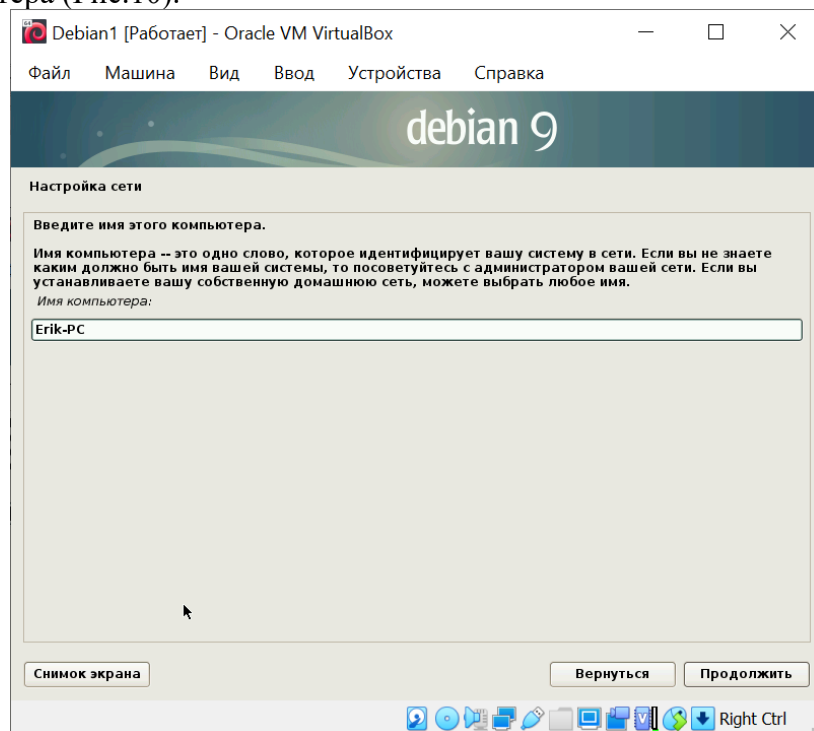 Debian1 [Работает] - Oracle VM VirtualBox
Файл Машина Вид Ввод Устройства Справка
debian 9
Настройка сети
Введите имя этого компьютера.
Имя компьютера -- это одно слово, которое идентифицирует вашу систему в сети. Если вы не знаете
каким должно быть имя вашей системы, то посоветуйтесь с администратором вашей сети. Если вы
устанавливаете вашу собственную домашнюю сеть, можете выбрать любое имя.
Имя компьютера:
Erik-PC
Снимок экрана Вернуться Продолжить
Right Ctrl